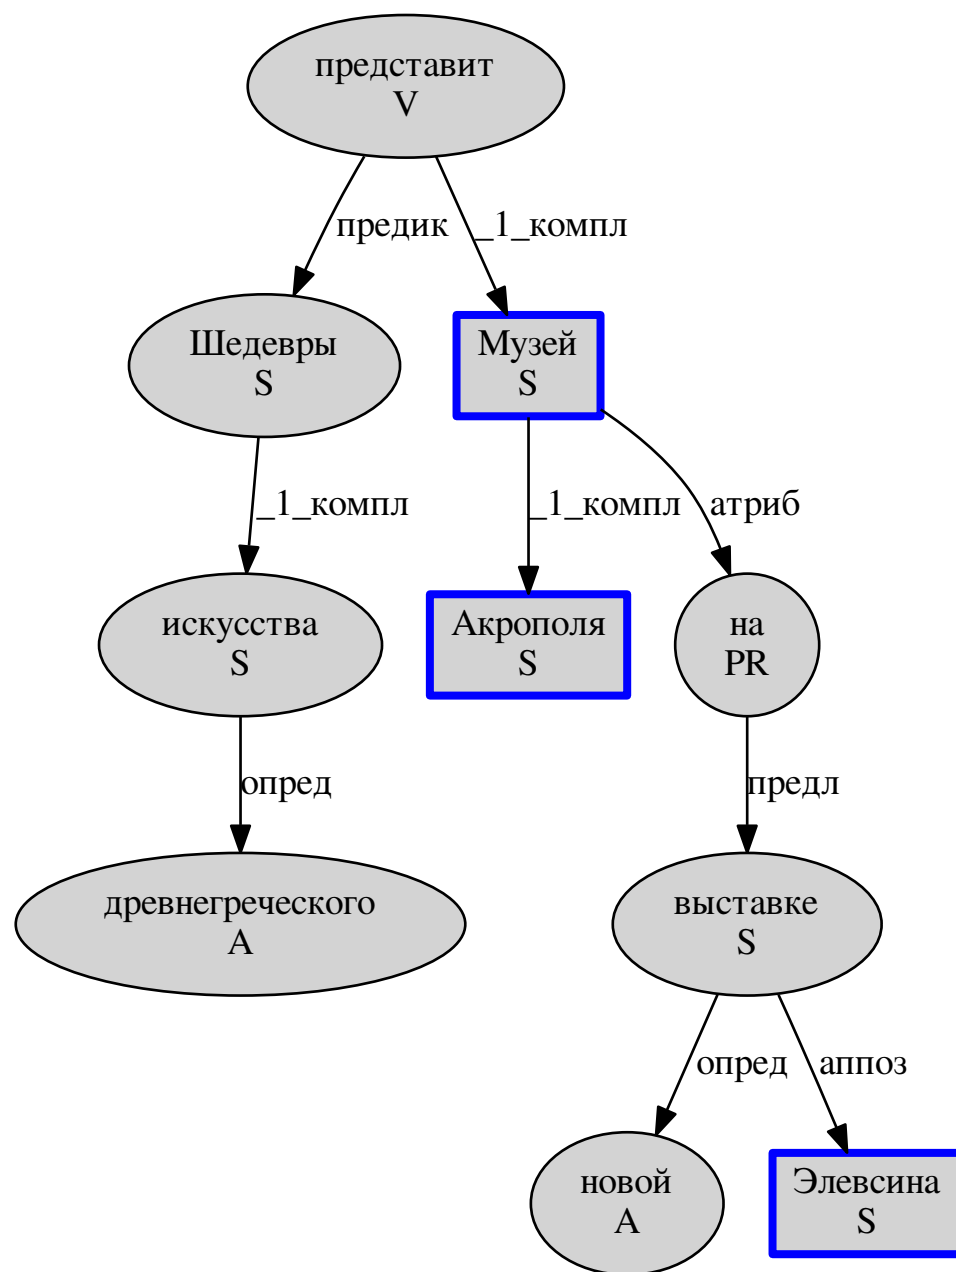 представит
V
предик
_1_компл
Шедевры
S
Музей
S
_1_компл
_1_компл
атриб
искусства
S
Акрополя
S
на
PR
опред
предл
древнегреческого
A
выставке
S
опред
аппоз
новой
A
Элевсина
S